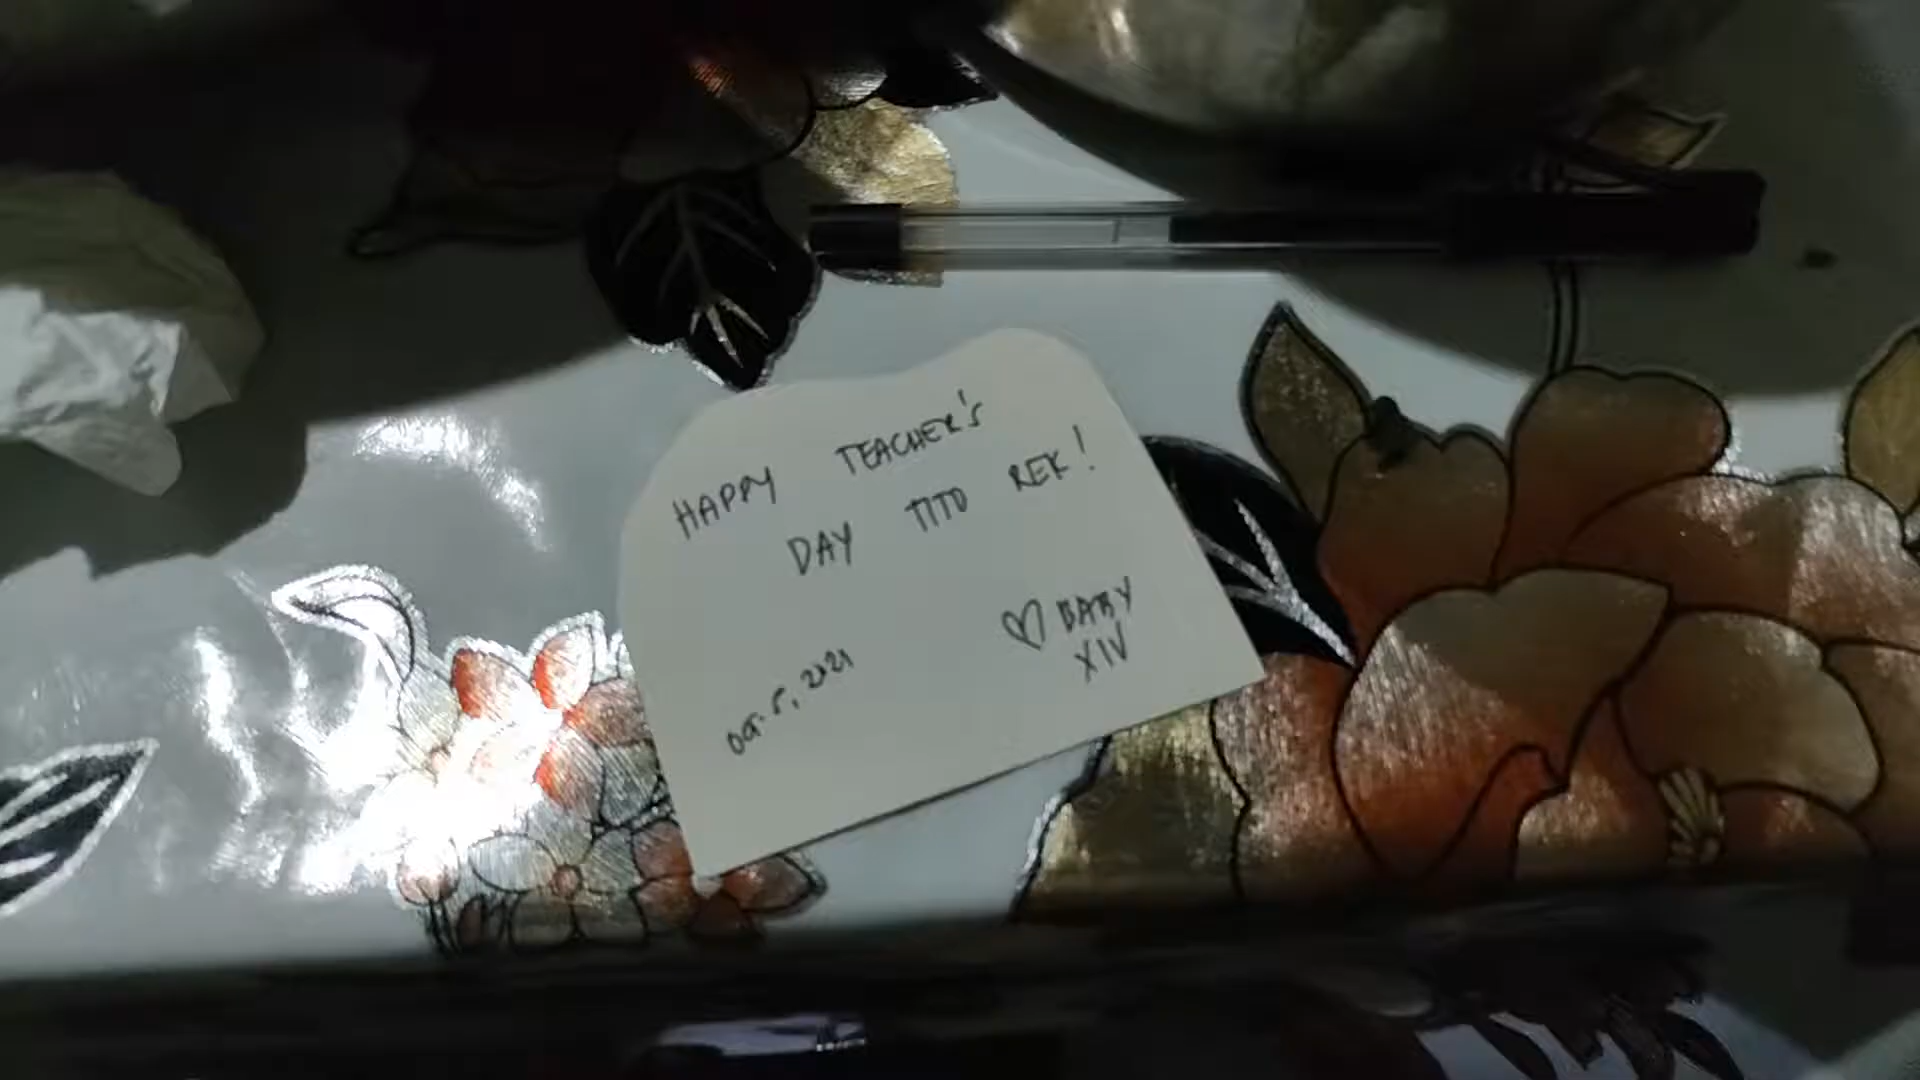 HAPPY TEACHER'S
DAY TITO REK!
♡ BABY
XIV
OCT. 5, 2021